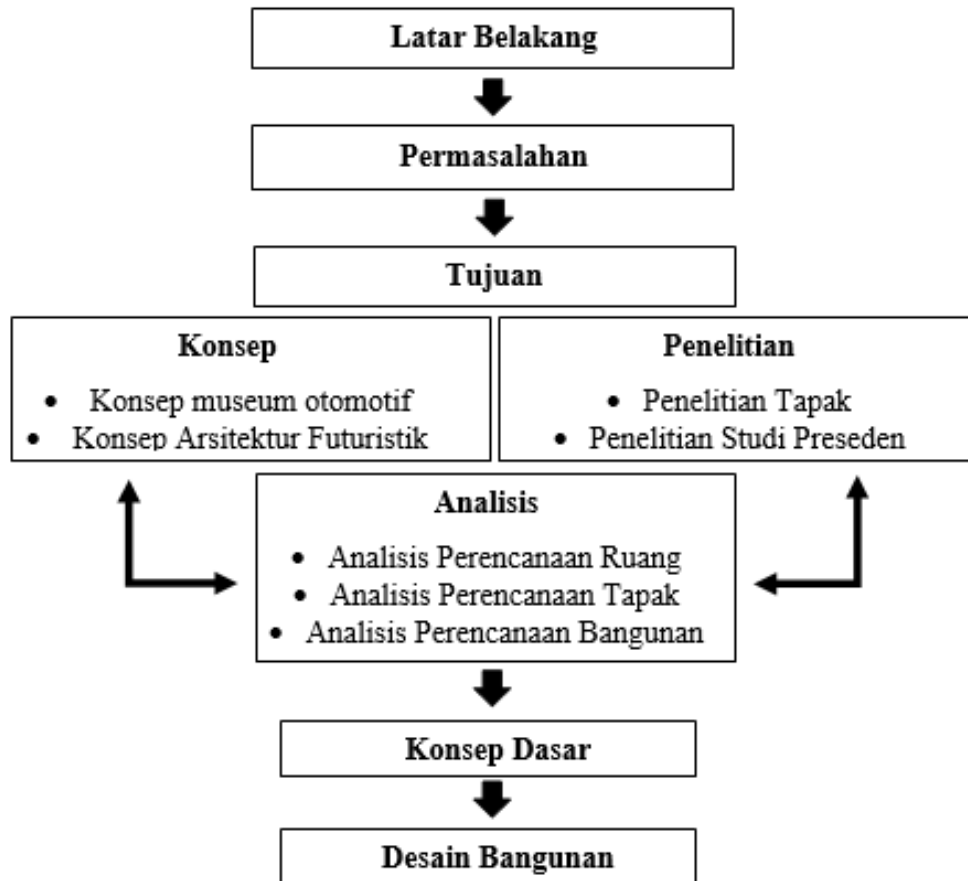 Latar Belakang
Permasalahan
Tujuan
Konsep
• Konsep museum otomotif
• Konsep Arsitektur Futuristik
Penelitian
• Penelitian Tapak
• Penelitian Studi Preseden
Analisis
• Analisis Perencanaan Ruang
• Analisis Perencanaan Tapak
• Analisis Perencanaan Bangunan
Konsep Dasar
Desain Bangunan